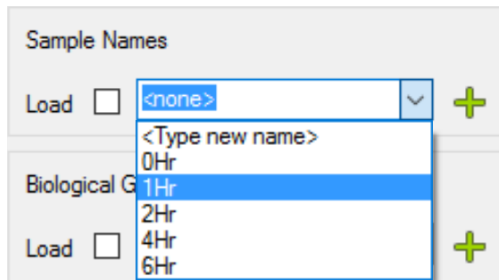 Sample Names
Load <none>
<Type new name>
0Hr
Biological G
1Hr
2Hr
Load
4Hr
6Hr